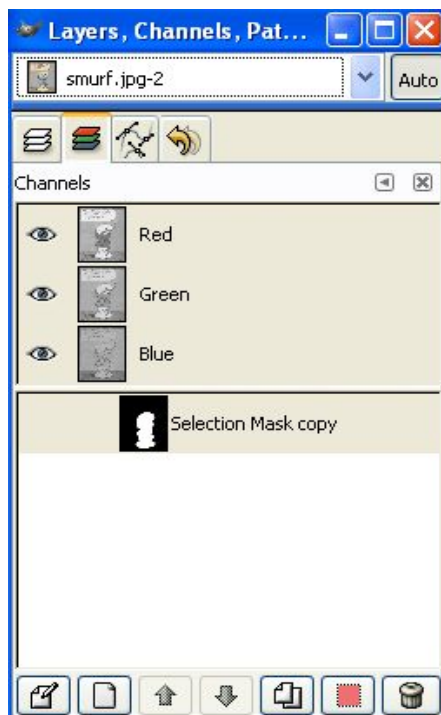 Layers, Channels, Pat...
smurf.jpg-2
Auto
Channels
Red
Green
Blue
Selection Mask copy